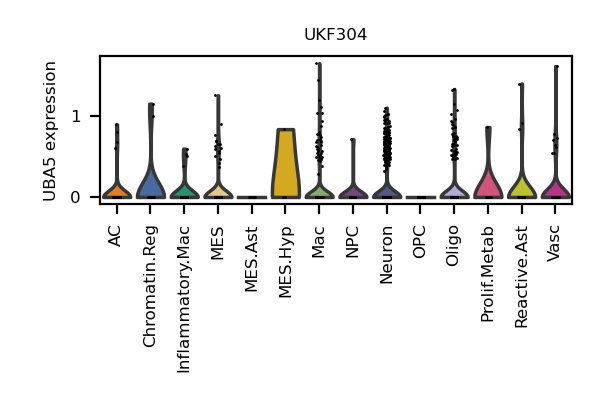 UKF304
UBA5 expression
1
0
AC
Chromatin.Reg
Inflammatory.Mac
MES
MES.Ast
MES.Hyp
Mac
NPC
Neuron
OPC
Oligo
Prolif.Metab
Reactive.Ast
Vasc